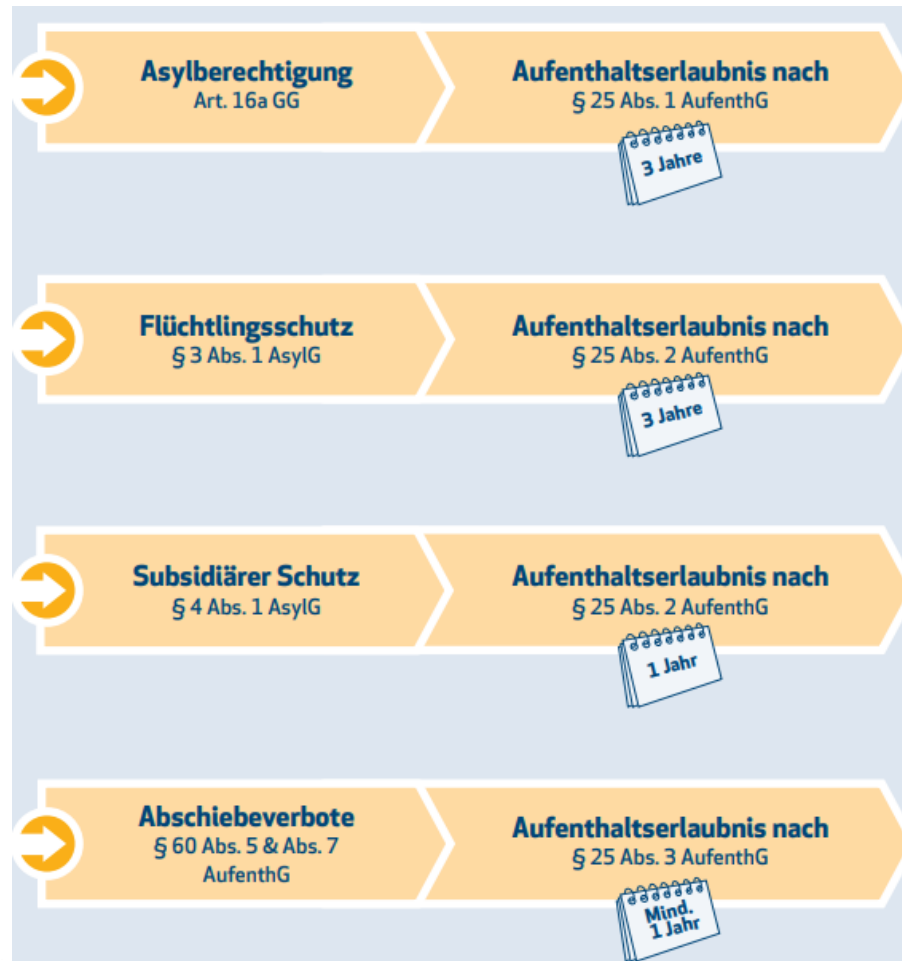 Asylberechtigung
Art. 16a GG
Aufenthaltserlaubnis nach
§ 25 Abs. 1 AufenthG
3 Jahre
Flüchtlingsschutz
§ 3 Abs. 1 AsylG
Aufenthaltserlaubnis nach
§ 25 Abs. 2 AufenthG
3 Jahre
Subsidiärer Schutz
§ 4 Abs. 1 AsylG
Aufenthaltserlaubnis nach
§ 25 Abs. 2 AufenthG
1 Jahr
Abschiebeverbote
§ 60 Abs. 5 & Abs. 7
AufenthG
Aufenthaltserlaubnis nach
§ 25 Abs. 3 AufenthG
Mind.
1 Jahr